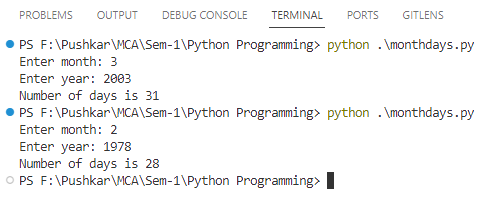 PROBLEMS OUTPUT DEBUG CONSOLE TERMINAL PORTS GITLENS
PS F:\Pushkar\MCA\Sem-1\Python Programming> python .\monthdays.py
Enter month: 3
Enter year: 2003
Number of days is 31
PS F:\Pushkar\MCA\Sem-1\Python Programming> python .\monthdays.py
Enter month: 2
Enter year: 1978
Number of days is 28
PS F:\Pushkar\MCA\Sem-1\Python Programming>